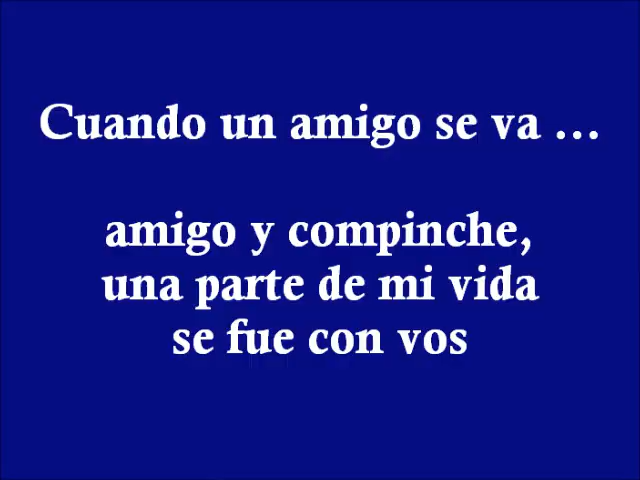 Cuando un amigo se va ...
amigo y compinche,
una parte de mi vida
se fue con vos